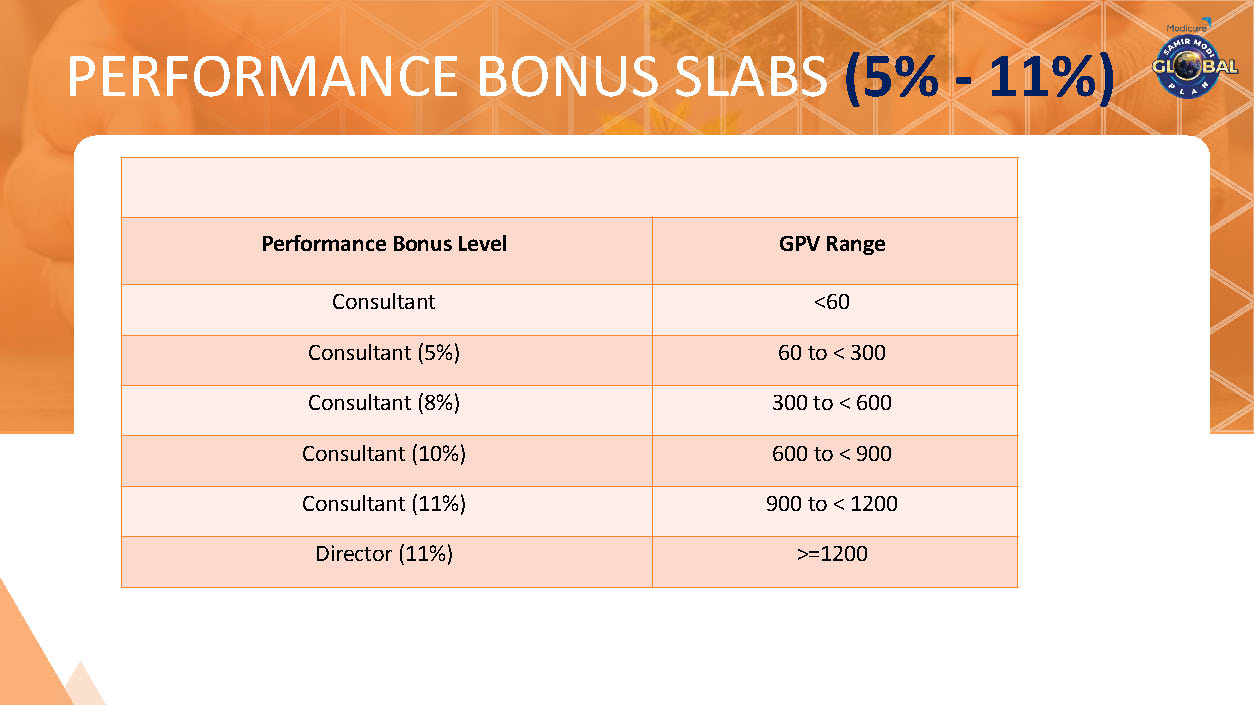 PERFORMANCE BONUS SLABS (5% - 11%)
Modicare
SAMIR MODI
GLOBAL
PLAN
Performance Bonus Level GPV Range
Consultant <60
Consultant (5%) 60 to < 300
Consultant (8%) 300 to < 600
Consultant (10%) 600 to < 900
Consultant (11%) 900 to < 1200
Director (11%) >=1200